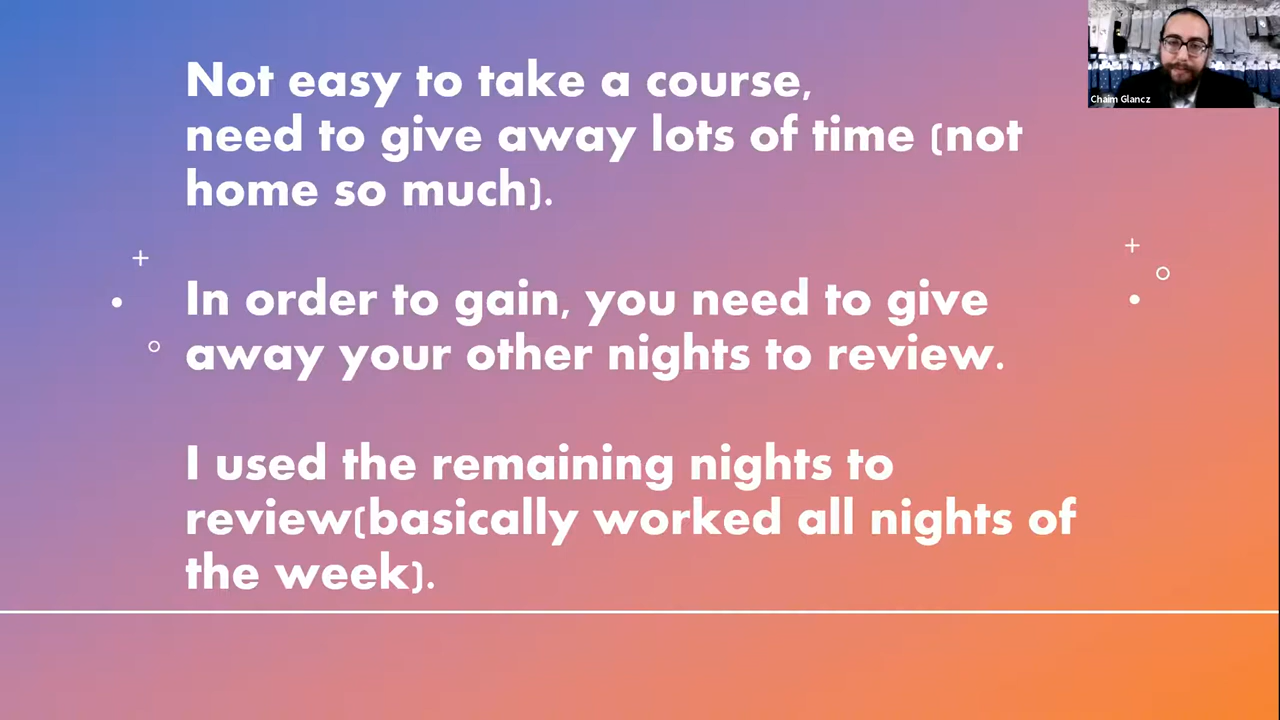 Not easy to take a course,
need to give away lots of time (not
home so much).
In order to gain, you need to give
away your other nights to review.
I used the remaining nights to
review(basically worked all nights of
the week).
Chaim Glancz